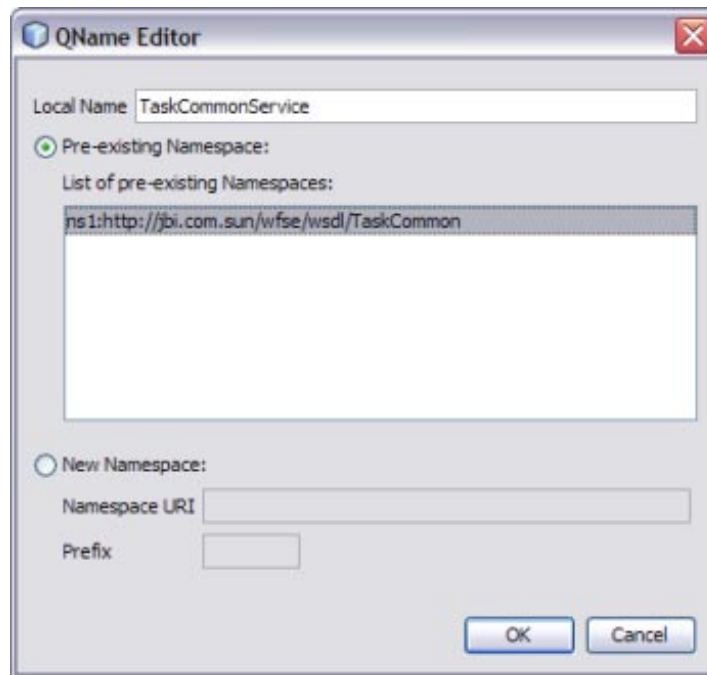 QName Editor
Local Name TaskCommonService
Pre-existing Namespace:
List of pre-existing Namespaces:
ns1:http://jbi.com.sun/wfse/wsdl/TaskCommon
New Namespace:
Namespace URI
Prefix
OK Cancel